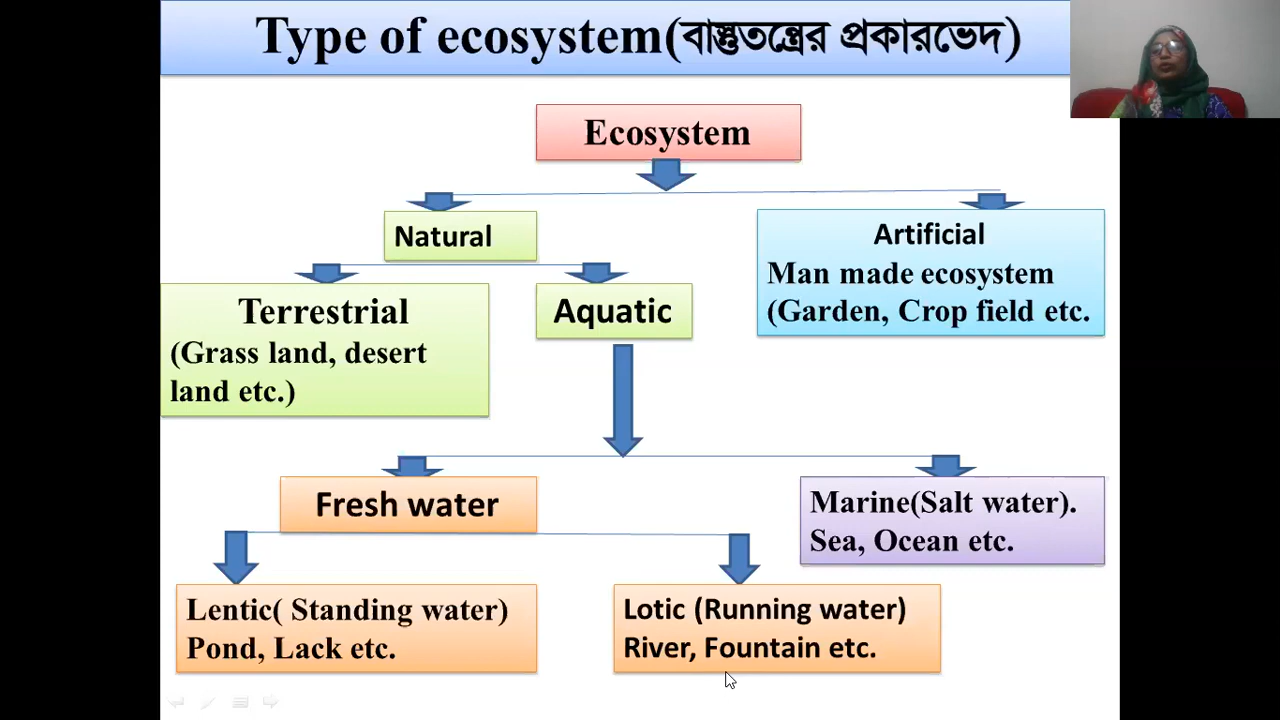 Type of ecosystem(বাস্তুতন্ত্রের প্রকারভেদ)
Ecosystem
Natural
Artificial
Man made ecosystem
(Garden, Crop field etc.
Terrestrial
(Grass land, desert
land etc.)
Aquatic
Fresh water
Marine(Salt water).
Sea, Ocean etc.
Lentic( Standing water)
Pond, Lack etc.
Lotic (Running water)
River, Fountain etc.